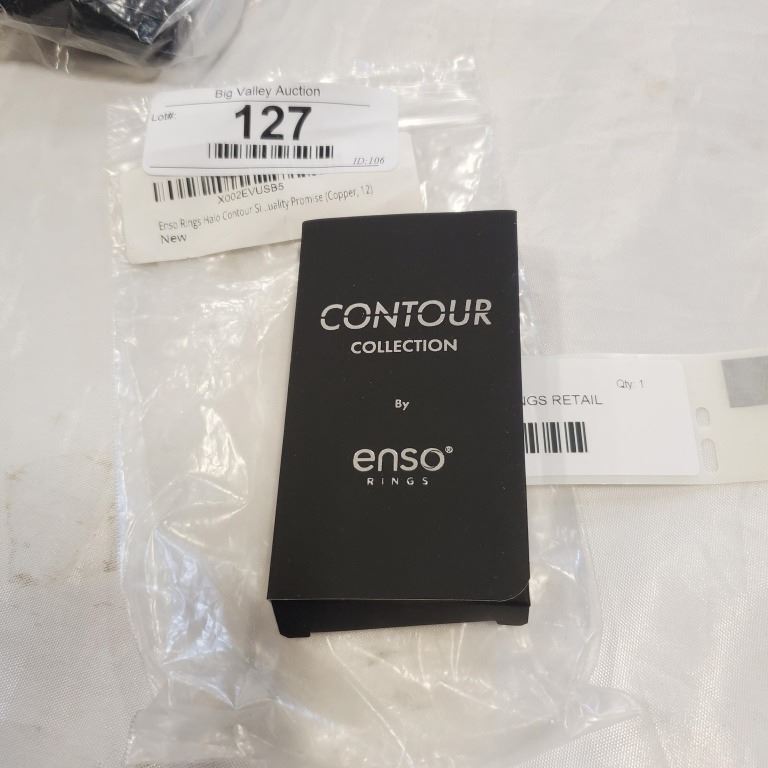 Big Valley Auction
Lot#:
127
ID:106
X002EVUSB5
Enso Rings Halo Contour Si...uality Promise (Copper, 12)
New
CONTOUR
COLLECTION
By
enso®
RINGS
Qty: 1
NGS RETAIL